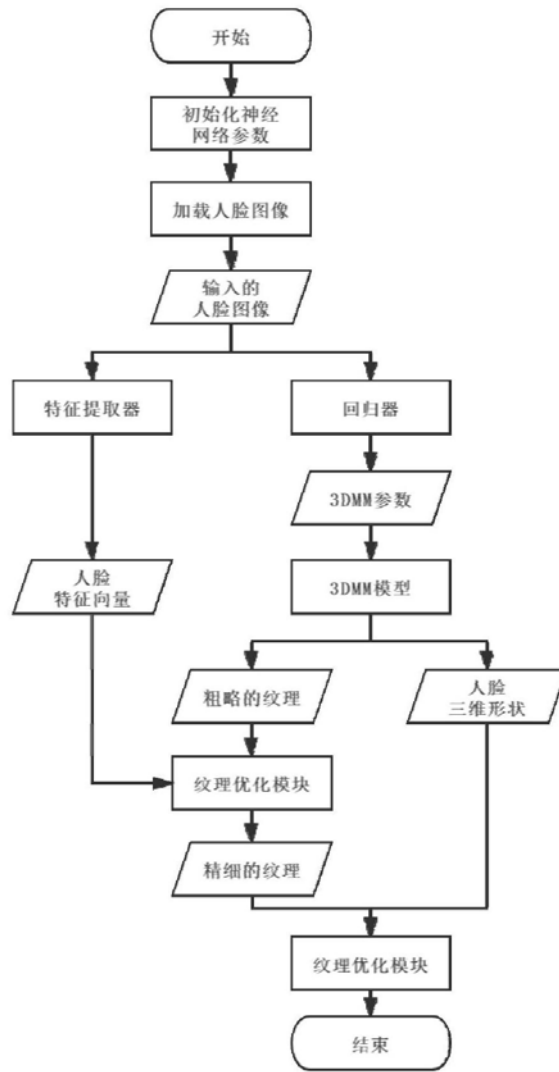 开始
初始化神经
网络参数
加载人脸图像
输入的
人脸图像
特征提取器
回归器
3DMM参数
人脸
特征向量
3DMM模型
粗略的纹理
人脸
三维形状
纹理优化模块
精细的纹理
纹理优化模块
结束